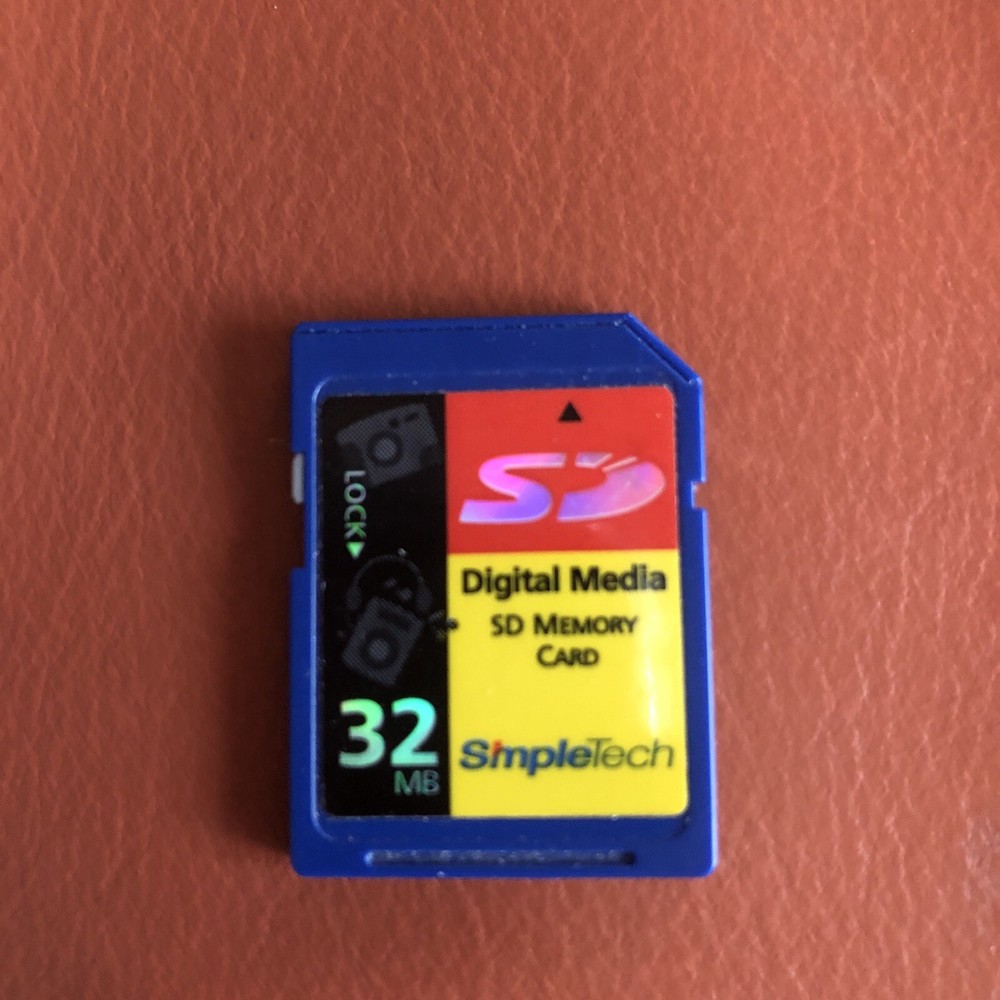 LOCK
SD
Digital Media
SD MEMORY
CARD
32
MB
SimpleTech